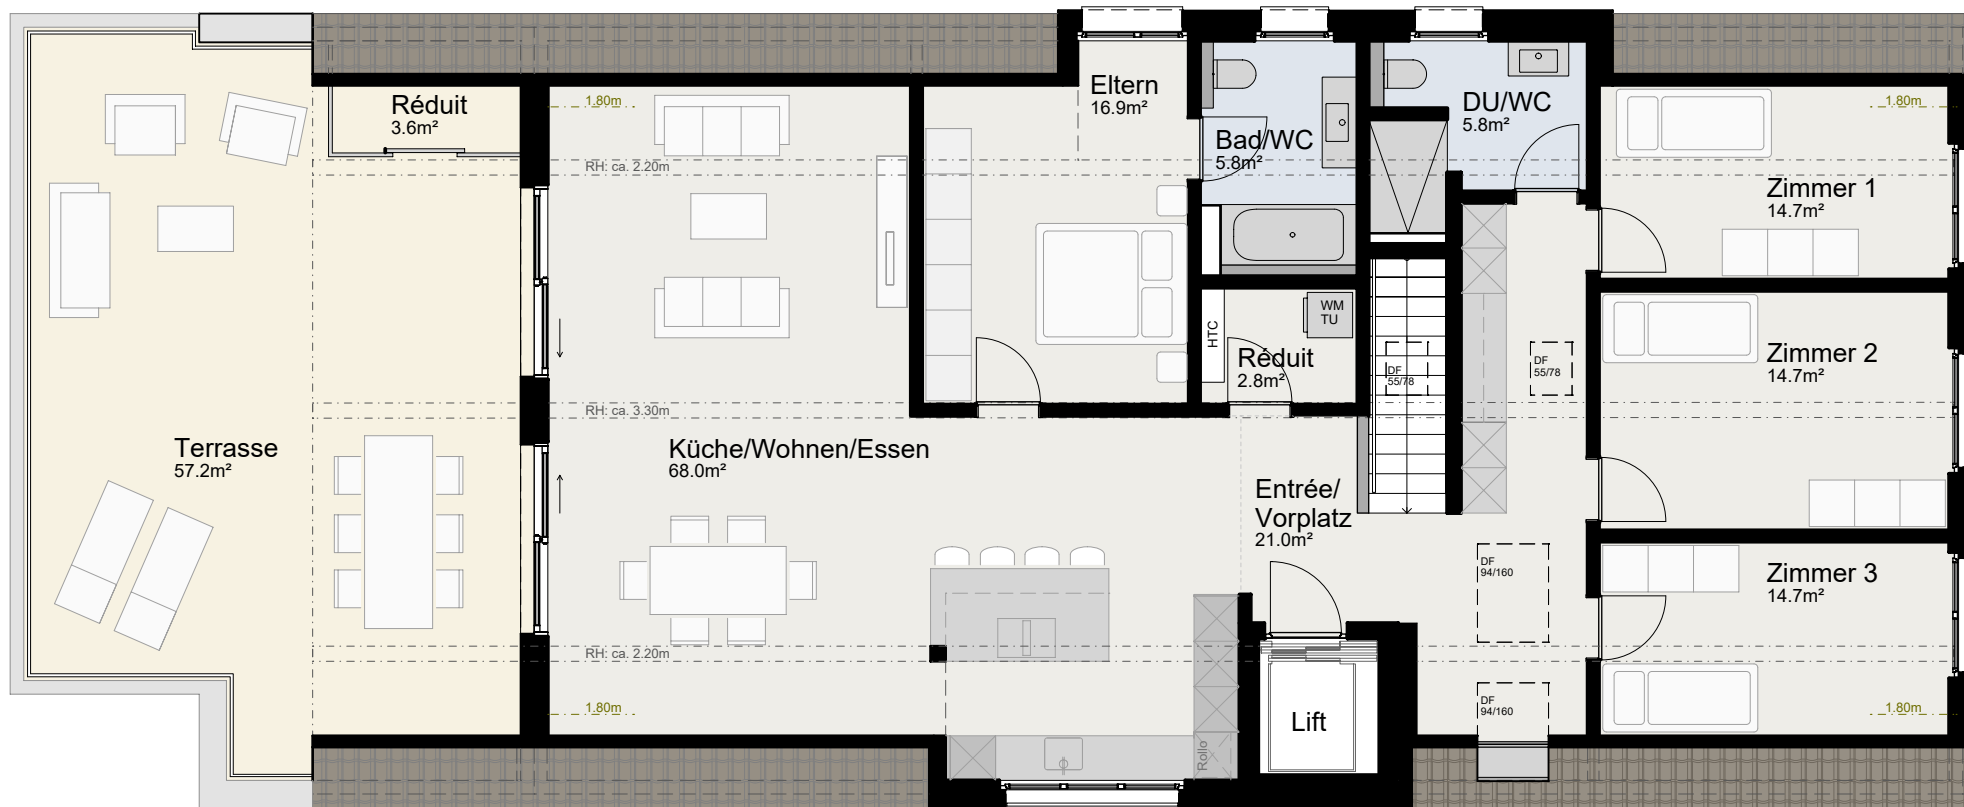 Réduit
3.6m²
1.80m
RH: ca. 2.20m
Eltern
16.9m²
Bad/WC
5.8m²
DU/WC
5.8m²
1.80m
Zimmer 1
14.7m²
HTC
WM
TU
Réduit
2.8m²
DF
55/78
DF
55/78
Zimmer 2
14.7m²
RH: ca. 3.30m
Terrasse
57.2m²
Küche/Wohnen/Essen
68.0m²
Entrée/
Vorplatz
21.0m²
DF
94/160
Zimmer 3
14.7m²
RH: ca. 2.20m
1.80m
Rollo
Lift
DF
94/160
1.80m